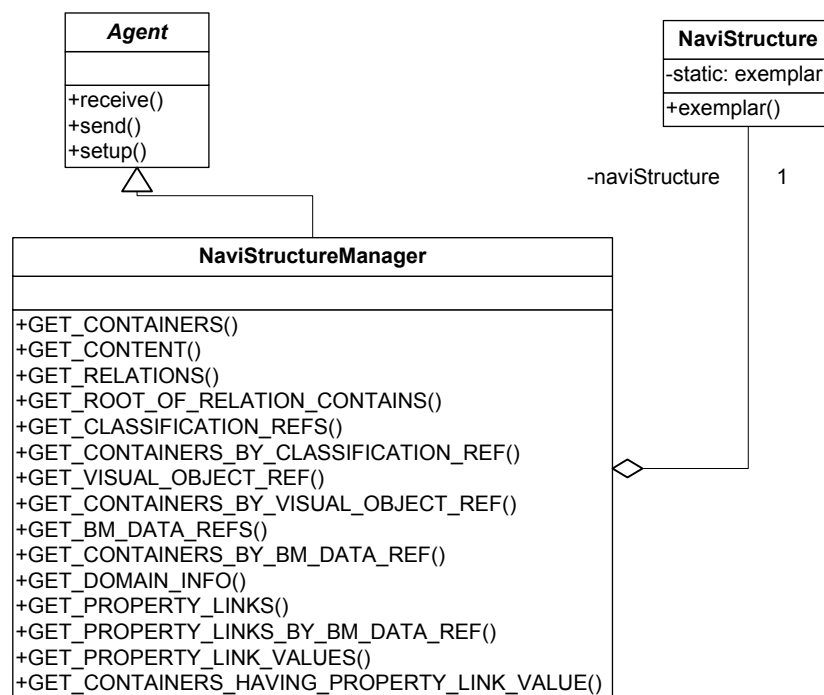 Agent
+receive()
+send()
+setup()
NaviStructure
-static: exemplar
+exemplar()
-naviStructure
1
NaviStructureManager
+GET_CONTAINERS()
+GET_CONTENT()
+GET_RELATIONS()
+GET_ROOT_OF_RELATION_CONTAINS()
+GET_CLASSIFICATION_REFS()
+GET_CONTAINERS_BY_CLASSIFICATION_REF()
+GET_VISUAL_OBJECT_REF()
+GET_CONTAINERS_BY_VISUAL_OBJECT_REF()
+GET_BM_DATA_REFS()
+GET_CONTAINERS_BY_BM_DATA_REF()
+GET_DOMAIN_INFO()
+GET_PROPERTY_LINKS()
+GET_PROPERTY_LINKS_BY_BM_DATA_REF()
+GET_PROPERTY_LINK_VALUES()
+GET_CONTAINERS_HAVING_PROPERTY_LINK_VALUE()